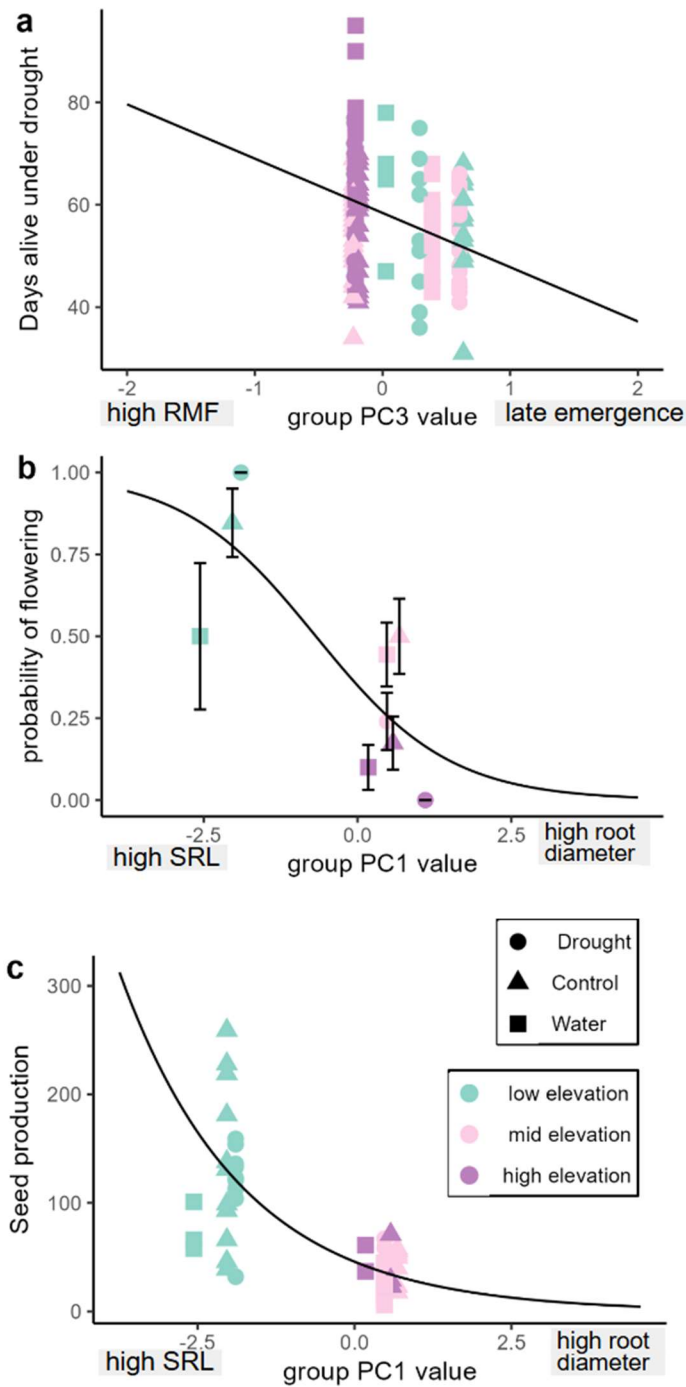 a
Days alive under drought
80
60
40
-2 -1 0 1 2
high RMF
group PC3 value
late emergence
b
probability of flowering
1.00
0.75
0.50
0.25
0.00
-2.5 0.0 2.5
high SRL
group PC1 value
high root
diameter
c
Seed production
300
200
100
0
-2.5 0.0 2.5
high SRL
group PC1 value
high root
diameter
Drought
Control
Water
low elevation
mid elevation
high elevation